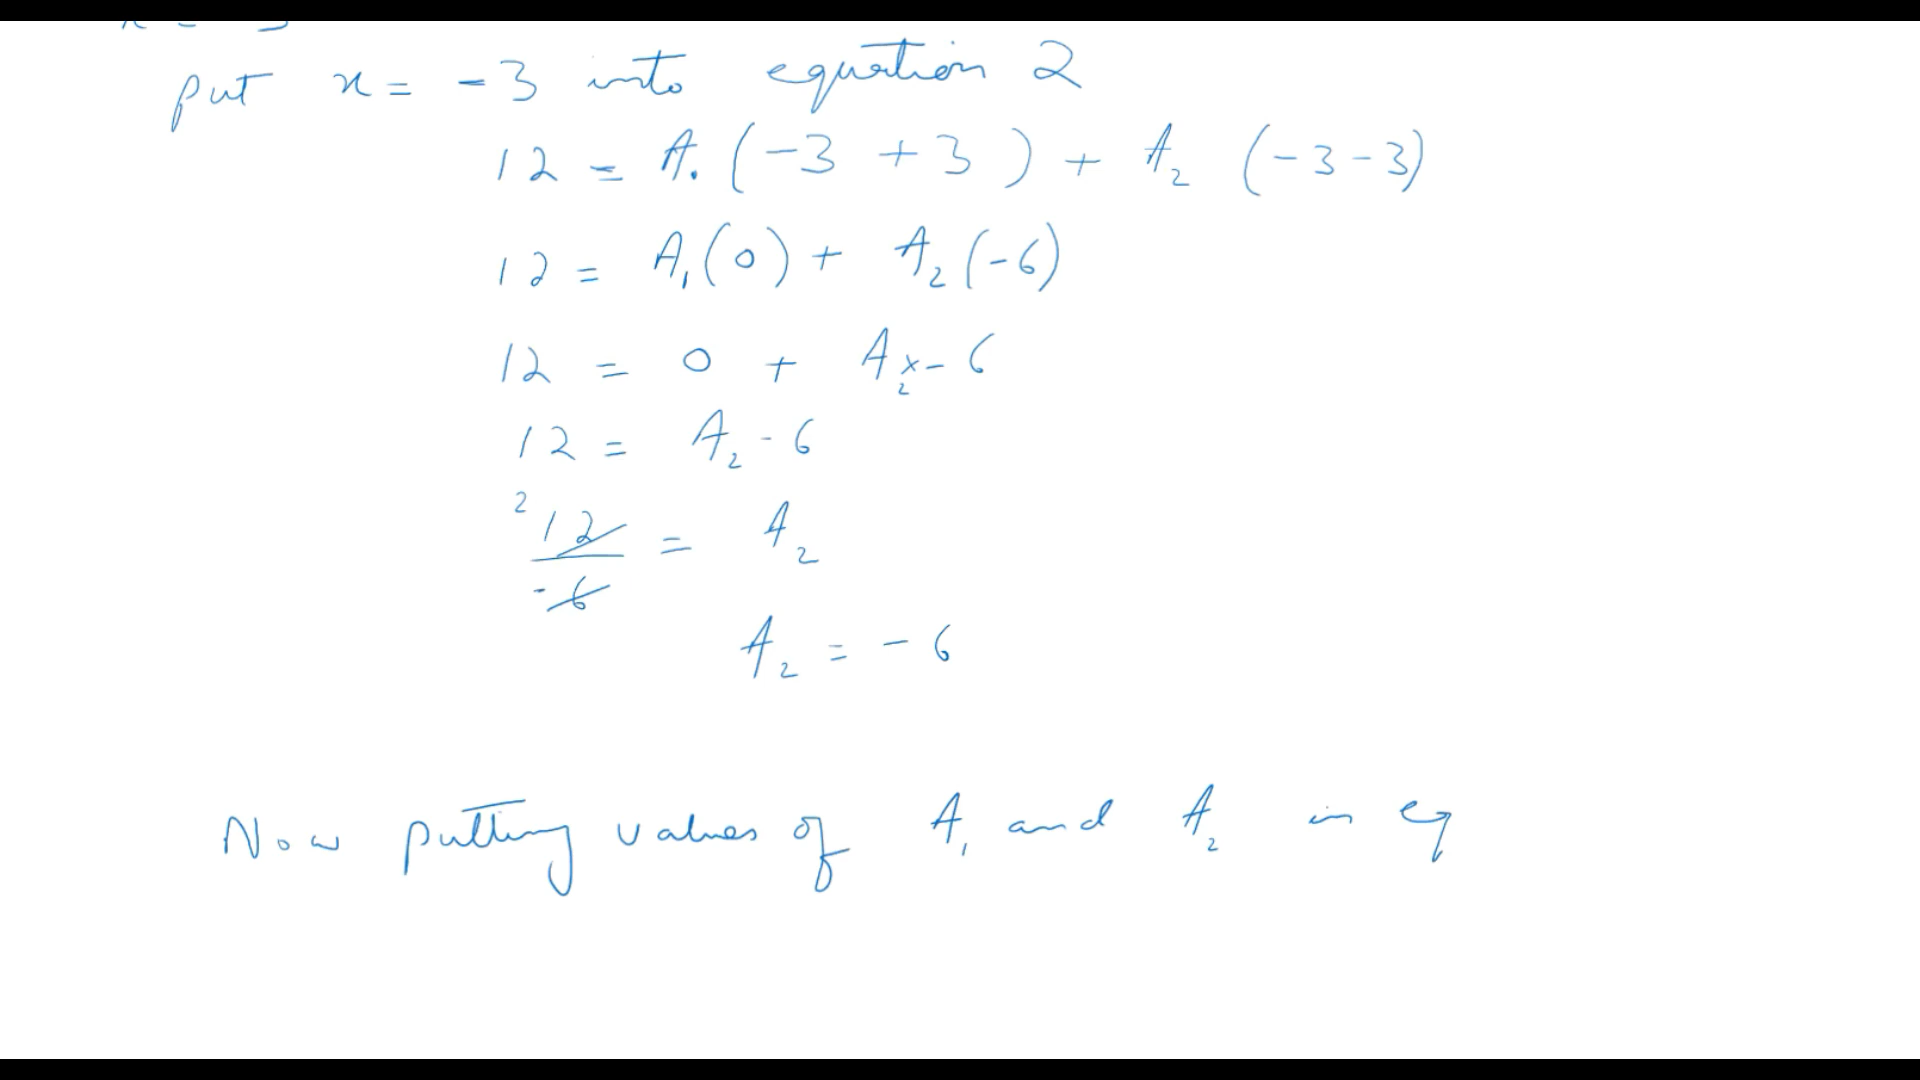 put x = -3 into equation 2
12 = A. (-3 + 3) + A2 (-3-3)
12 = A1(0) + A2(-6)
12 = 0 + A2x-6
12 = A2-6
2
12/-6 = A2
A2 = -6
Now putting values of A1 and A2 in eq